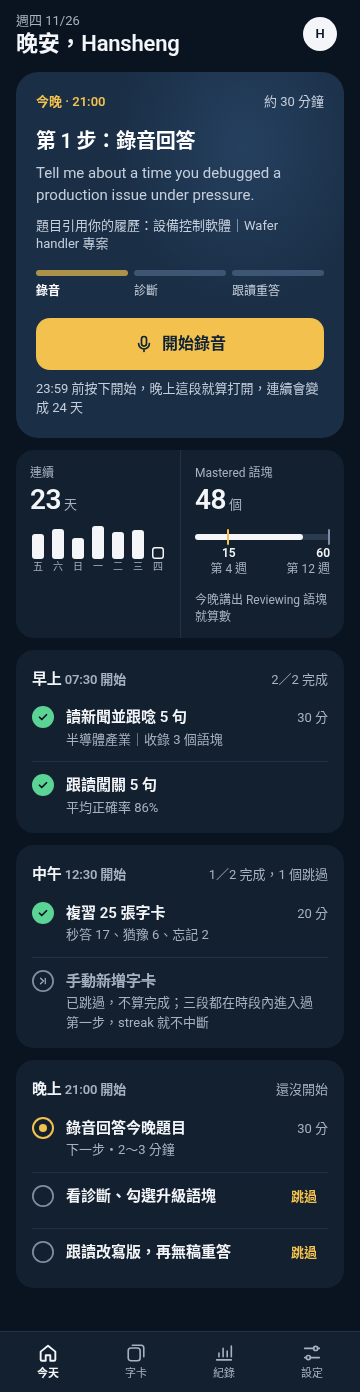 週四 11/26
晚安，Hansheng
H
今晚 · 21:00
約 30 分鐘
第 1 步：錄音回答
Tell me about a time you debugged a
production issue under pressure.
題目引用你的履歷：設備控制軟體｜Wafer
handler 專案
錄音 診斷 跟讀重答
開始錄音
23:59 前按下開始，晚上這段就算打開，連續會變
成 24 天
連續
23 天
五 六 日 一 二 三 四
Mastered 語塊
48 個
15 60
第 4 週 第 12 週
今晚講出 Reviewing 語塊
就算數
早上 07:30 開始 2／2 完成
讀新聞並跟唸 5 句 30 分
半導體產業｜收錄 3 個語塊
跟讀闖關 5 句
平均正確率 86%
中午 12:30 開始 1／2 完成，1 個跳過
複習 25 張字卡 20 分
秒答 17、猶豫 6、忘記 2
手動新增字卡
已跳過，不算完成；三段都在時段內進入過
第一步，streak 就不中斷
晚上 21:00 開始 還沒開始
錄音回答今晚題目 30 分
下一步・2～3 分鐘
看診斷、勾選升級語塊 跳過
跟讀改寫版，再無稿重答 跳過
今天 字卡 紀錄 設定